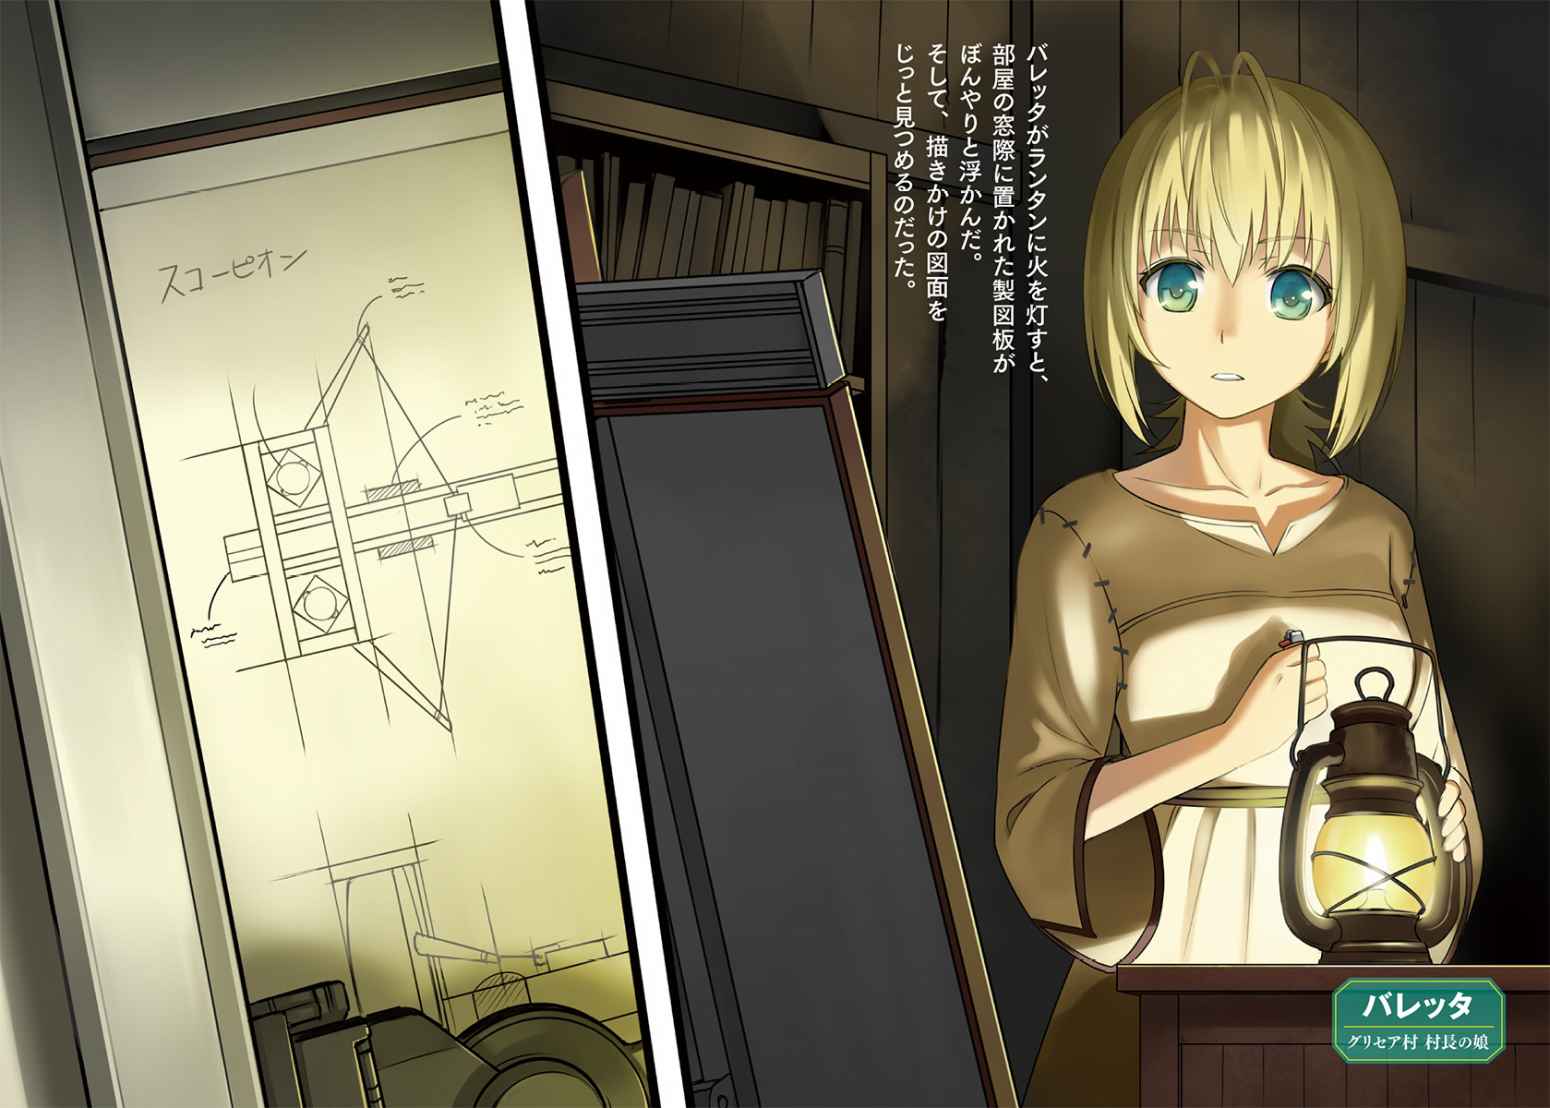 バレッタがランタンに火を灯すと、
部屋の窓際に置かれた製図板が
ぼんやりと浮かんだ。
そして、描きかけの図面を
じっと見つめるのだった。
スコーピオン
バレッタ
グリセア村 村長の娘